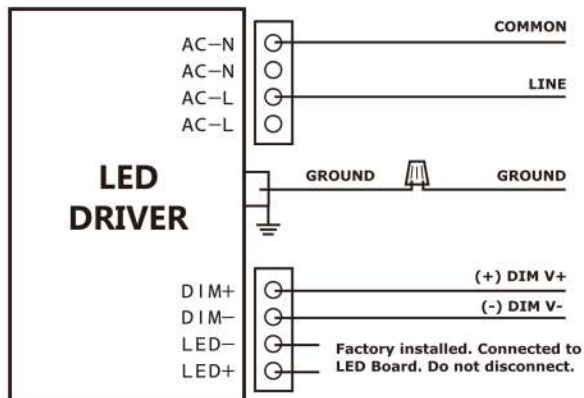 COMMON
AC-N
AC-N
LINE
AC-L
AC-L
LED
DRIVER
GROUND
GROUND
DIM+
(+) DIM V+
DIM-
(-) DIM V-
LED-
LED+
Factory installed. Connected to
LED Board. Do not disconnect.